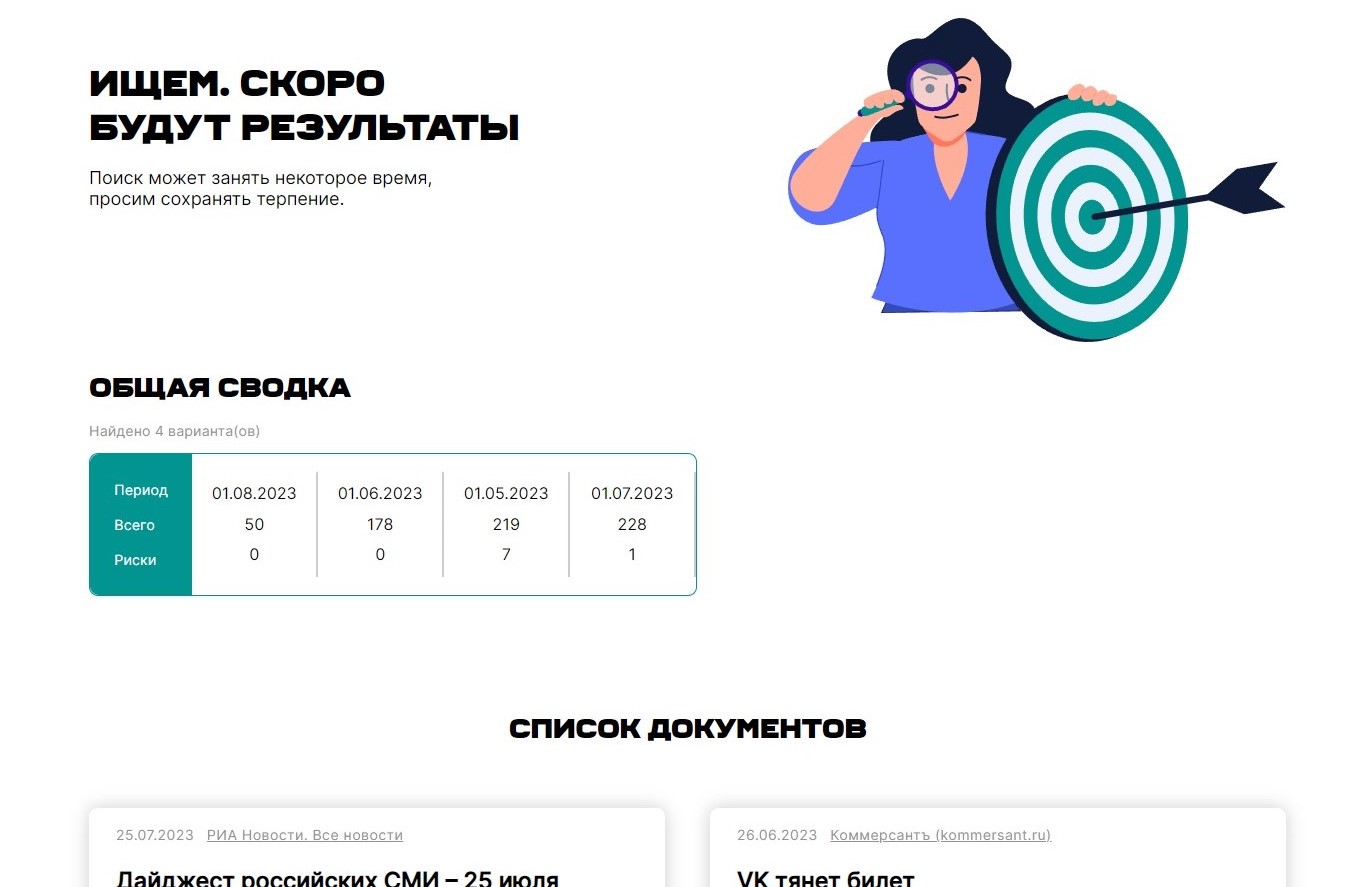 ИЩЕМ. СКОРО
БУДУТ РЕЗУЛЬТАТЫ
Поиск может занять некоторое время,
просим сохранять терпение.
ОБЩАЯ СВОДКА
Найдено 4 варианта(ов)
Период 01.08.2023 01.06.2023 01.05.2023 01.07.2023
Всего 50 178 219 228
Риски 0 0 7 1
СПИСОК ДОКУМЕНТОВ
25.07.2023 РИА Новости. Все новости
Дайджест российских СМИ – 25 июля
26.06.2023 Коммерсантъ (kommersant.ru)
VK тянет билет